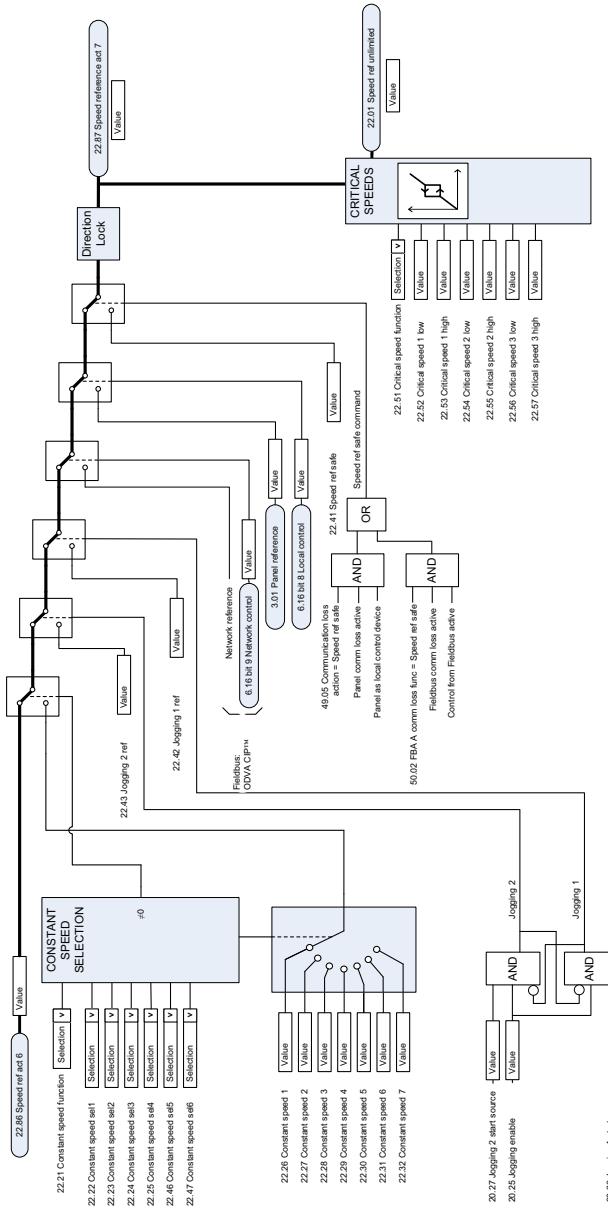 22.86 Speed ref act 6
Value
22.21 Constant speed function
Selection
22.22 Constant speed sel1
Selection
22.23 Constant speed sel2
Selection
22.24 Constant speed sel3
Selection
22.25 Constant speed sel4
Selection
22.46 Constant speed sel5
Selection
22.47 Constant speed sel6
Selection
CONSTANT
SPEED
SELECTION
≠0
22.26 Constant speed 1
Value
22.27 Constant speed 2
Value
22.28 Constant speed 3
Value
22.29 Constant speed 4
Value
22.30 Constant speed 5
Value
22.31 Constant speed 6
Value
22.32 Constant speed 7
Value
20.27 Jogging 2 start source
Value
20.25 Jogging enable
Value
AND
Jogging 2
AND
Jogging 1
22.43 Jogging 2 ref
Value
22.42 Jogging 1 ref
Value
Fieldbus:
ODVA CIP™
Network reference
6.16 bit 9 Network control
Value
3.01 Panel reference
Value
6.16 bit 8 Local control
Value
22.41 Speed ref safe
Value
49.05 Communication loss
action = Speed ref safe
Panel comm loss active
Panel as local control device
AND
50.02 FBA A comm loss func = Speed ref safe
Fieldbus comm loss active
Control from Fieldbus active
AND
OR
Speed ref safe command
Direction
Lock
22.87 Speed reference act 7
Value
22.51 Critical speed function
Selection
22.52 Critical speed 1 low
Value
22.53 Critical speed 1 high
Value
22.54 Critical speed 2 low
Value
22.55 Critical speed 2 high
Value
22.56 Critical speed 3 low
Value
22.57 Critical speed 3 high
Value
CRITICAL
SPEEDS
22.01 Speed ref unlimited
Value